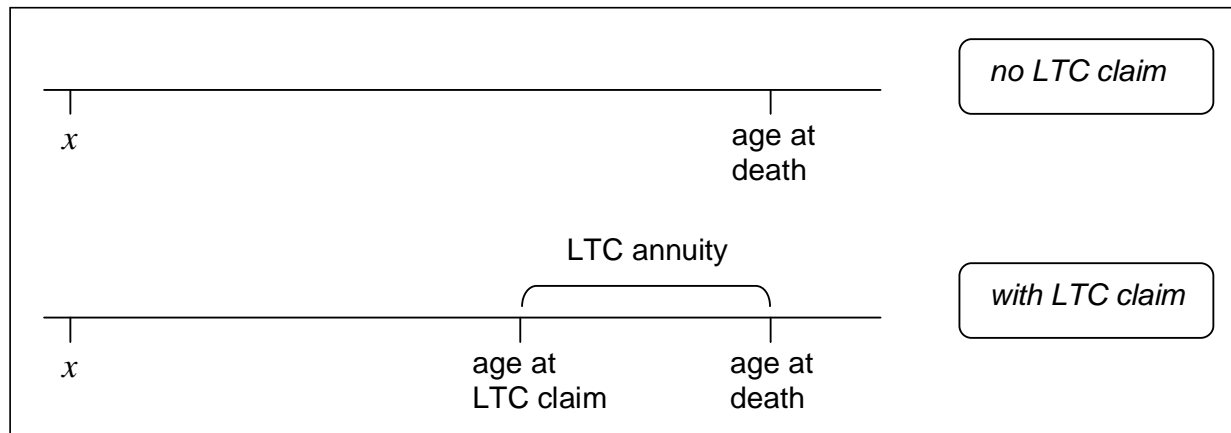 no LTC claim
x
age at
death
LTC annuity
with LTC claim
x
age at
LTC claim
age at
death